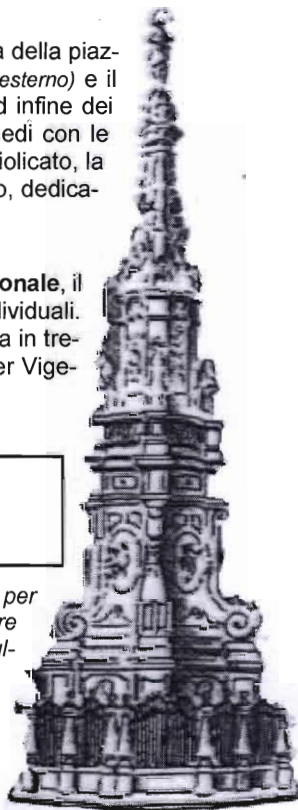 a della piaz-
esterno) e il
d infine dei
edi con le
iolicato, la
o, dedica-
onale, il
dividuali.
a in tre-
er Vige-
per
re
ul-